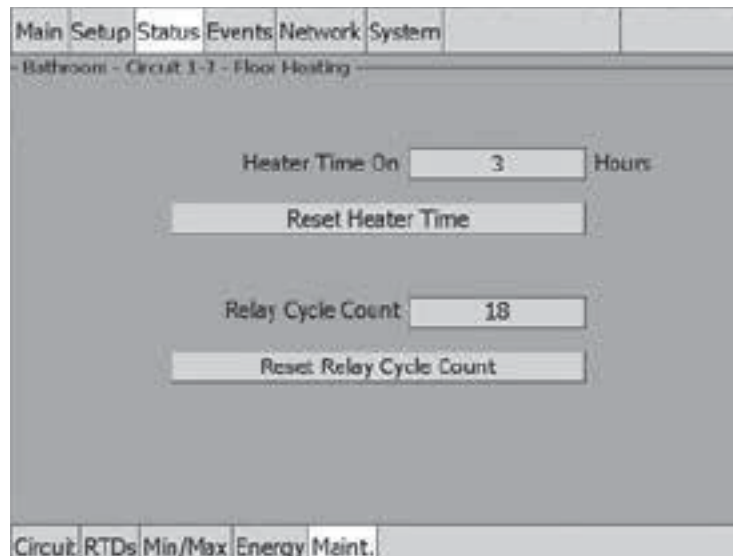 Main Setup Status Events Network System
Bathroom - Circuit 1-1 - Floor Heating
Heater Time On 3 Hours
Reset Heater Time
Relay Cycle Count 18
Reset Relay Cycle Count
Circuit RTDs Min/Max Energy Maint.